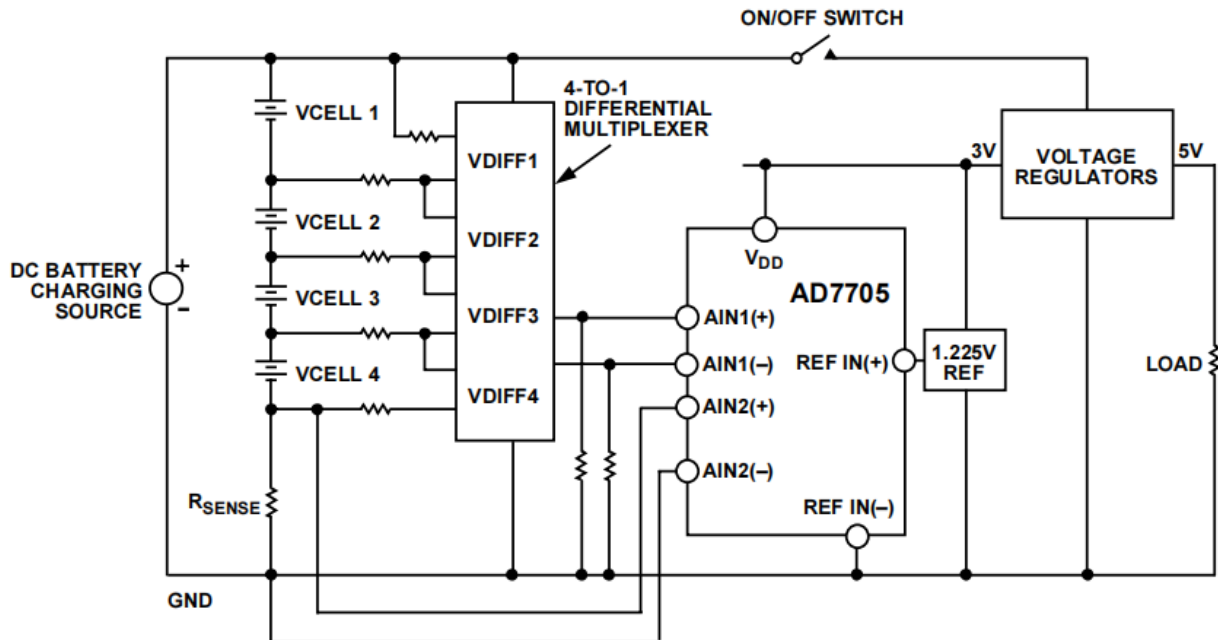 ON/OFF SWITCH
4-TO-1
DIFFERENTIAL
MULTIPLEXER
VCELL 1
VDIFF1
3V
VOLTAGE
REGULATORS
5V
VCELL 2
VDIFF2
DC BATTERY
CHARGING
SOURCE
+
-
VDD
AD7705
VCELL 3
VDIFF3
AIN1(+)
AIN1(–)
REF IN(+)
1.225V
REF
LOAD
VCELL 4
VDIFF4
AIN2(+)
AIN2(–)
RSENSE
REF IN(–)
GND